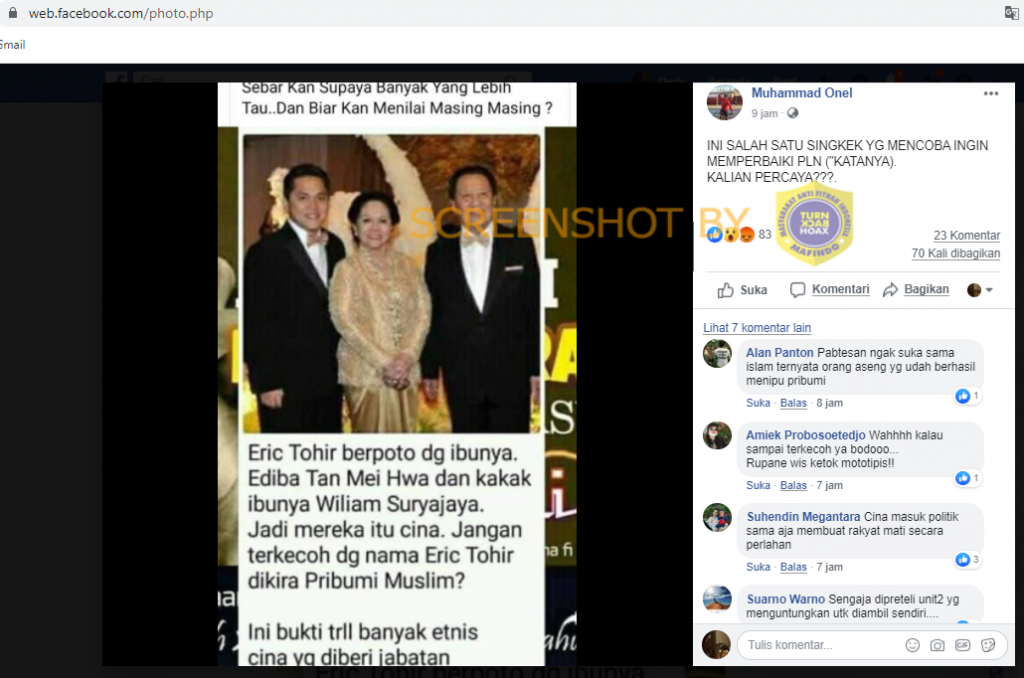 web.facebook.com/photo.php
Gmail
Cari
Sebar Kan Supaya Banyak Yang Lebih
Tau..Dan Biar Kan Menilai Masing Masing ?
Eric Tohir berpoto dg ibunya.
Ediba Tan Mei Hwa dan kakak
ibunya Wiliam Suryajaya.
Jadi mereka itu cina. Jangan
terkecoh dg nama Eric Tohir
dikira Pribumi Muslim?
Ini bukti trll banyak etnis
cina yg diberi jabatan
Eric Tohir berpoto dg ibunya
SCREENSHOT BY
MASYARAKAT ANTI FITNAH INDONESIA
TURN
BACK
HOAX
MAFINDO
Muhammad Onel
9 jam
INI SALAH SATU SINGKEK YG MENCOBA INGIN
MEMPERBAIKI PLN ("KATANYA).
KALIAN PERCAYA???.
83
23 Komentar
70 Kali dibagikan
Suka Komentari Bagikan
Lihat 7 komentar lain
Alan Panton Pabtesan ngak suka sama
islam ternyata orang aseng yg udah berhasil
menipu pribumi
1
Suka · Balas · 8 jam
Amiek Probosoetedjo Wahhhh kalau
sampai terkecoh ya bodooo...
Rupane wis ketok mototipis!!
1
Suka · Balas · 7 jam
Suhendin Megantara Cina masuk politik
sama aja membuat rakyat mati secara
perlahan
3
Suka · Balas · 7 jam
Suarno Warno Sengaja dipreteli unit2 yg
menguntungkan utk diambil sendiri....
Tulis komentar...